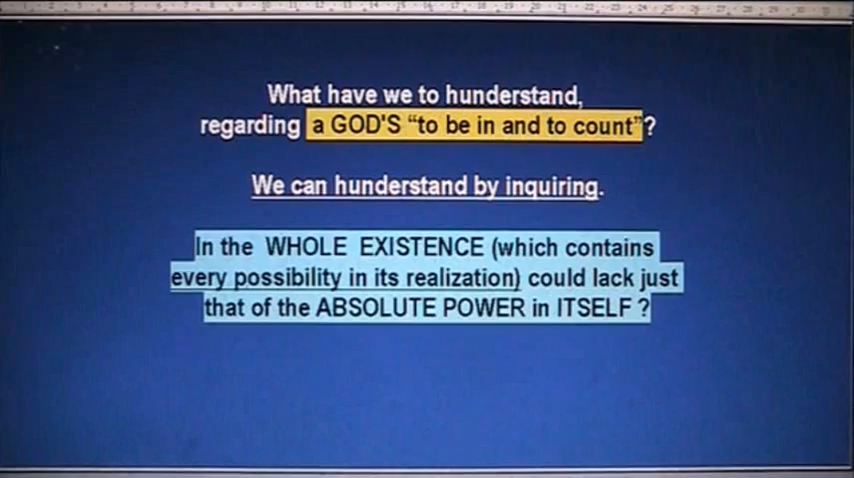 What have we to hunderstand,
regarding a GOD'S “to be in and to count”?
We can hunderstand by inquiring.
In the WHOLE EXISTENCE (which contains
every possibility in its realization) could lack just
that of the ABSOLUTE POWER in ITSELF ?